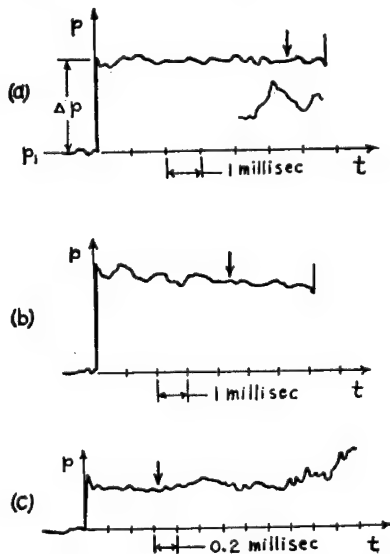 p
(a)
Δp
p₁
1 millisec
t
p
(b)
1 millisec
t
p
(c)
0.2 millisec
t